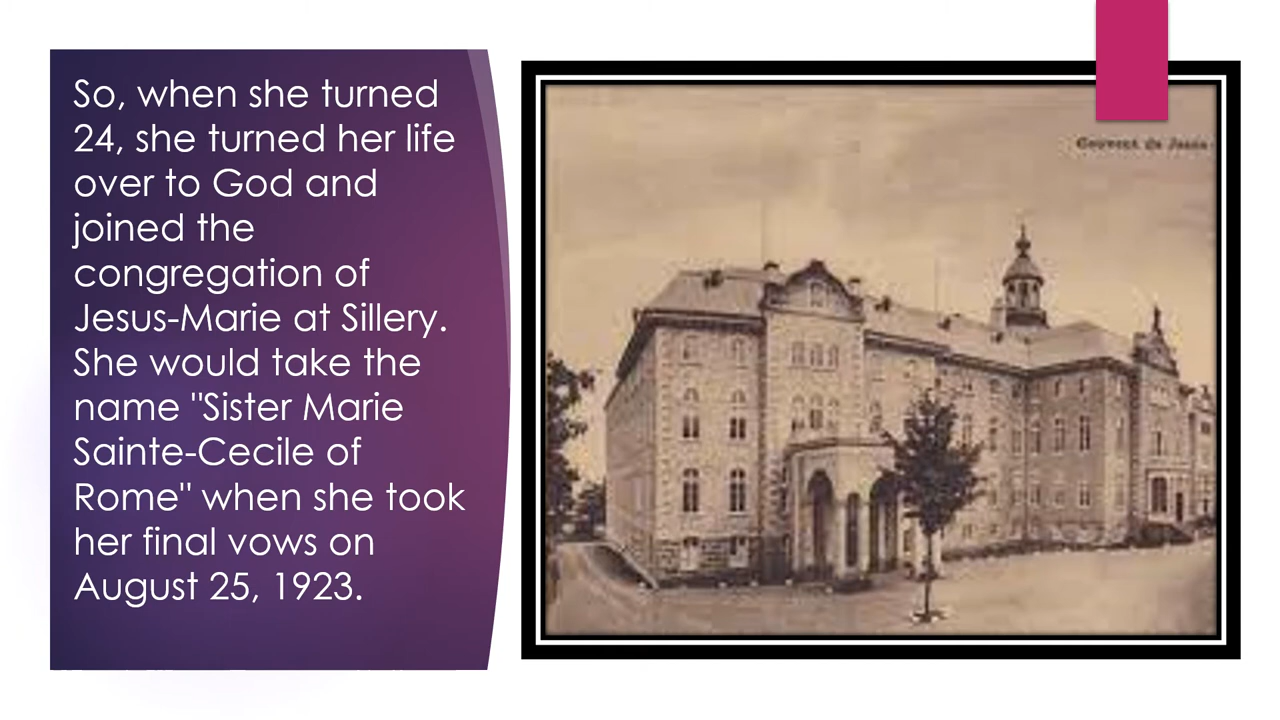 So, when she turned
24, she turned her life
over to God and
joined the
congregation of
Jesus-Marie at Sillery.
She would take the
name "Sister Marie
Sainte-Cecile of
Rome" when she took
her final vows on
August 25, 1923.
Couvent de Jesus